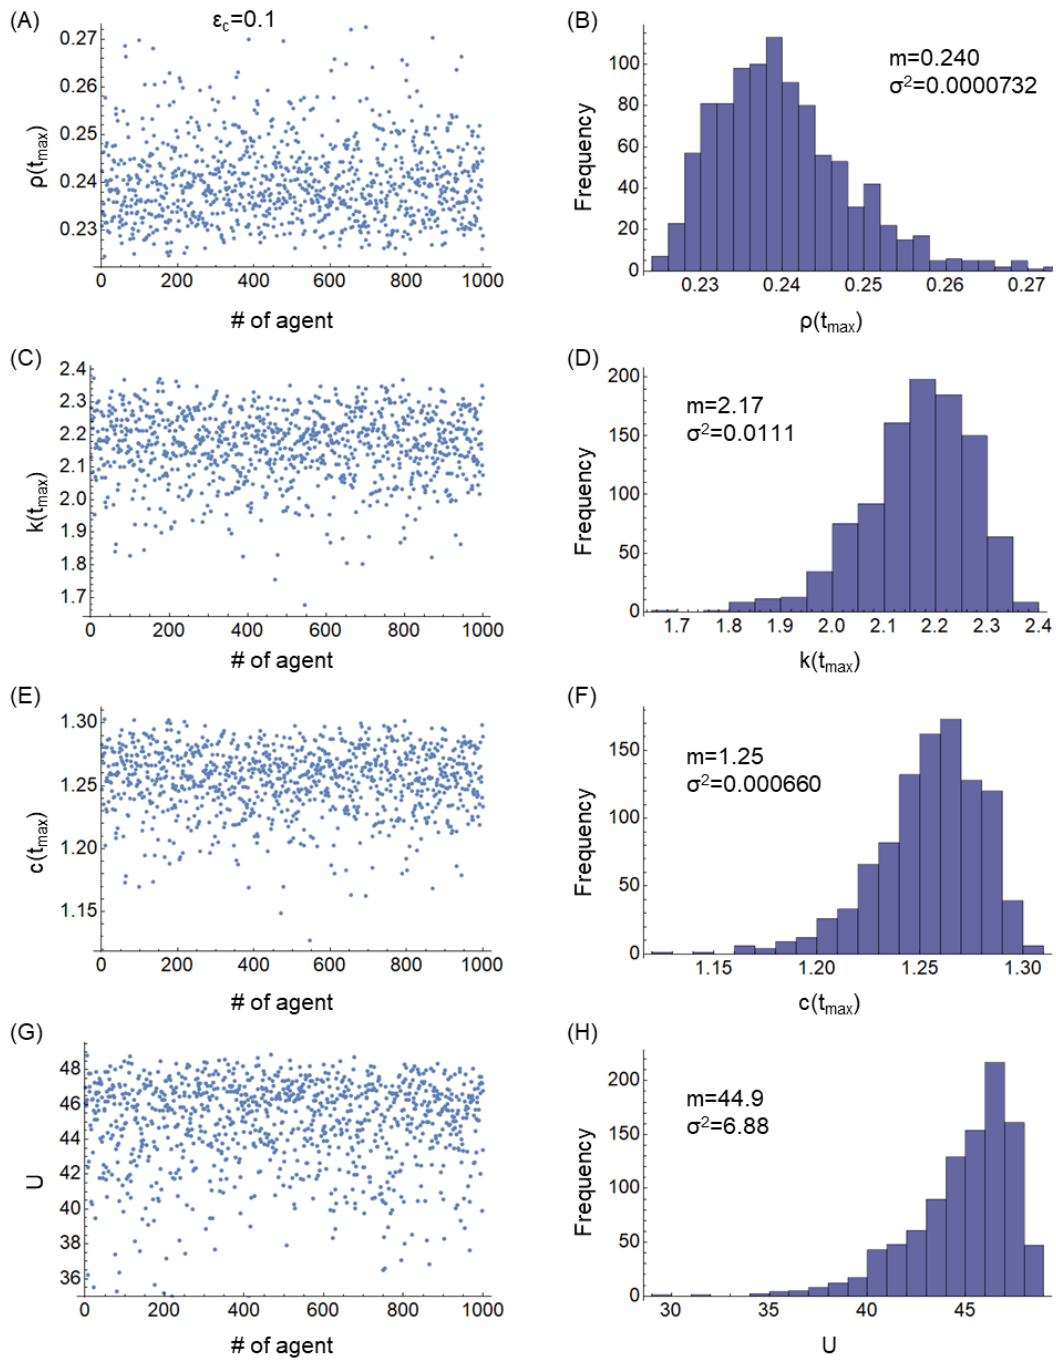 (A)
ε_c=0.1
0.27
0.26
0.25
0.24
0.23
ρ(t_max)
0 200 400 600 800 1000
# of agent
(B)
m=0.240
σ²=0.0000732
100
80
60
40
20
0
Frequency
0.23 0.24 0.25 0.26 0.27
ρ(t_max)
(C)
2.4
2.3
2.2
2.1
2.0
1.9
1.8
1.7
k(t_max)
0 200 400 600 800 1000
# of agent
(D)
m=2.17
σ²=0.0111
200
150
100
50
0
Frequency
1.7 1.8 1.9 2.0 2.1 2.2 2.3 2.4
k(t_max)
(E)
1.30
1.25
1.20
1.15
c(t_max)
0 200 400 600 800 1000
# of agent
(F)
m=1.25
σ²=0.000660
150
100
50
0
Frequency
1.15 1.20 1.25 1.30
c(t_max)
(G)
48
46
44
42
40
38
36
U
0 200 400 600 800 1000
# of agent
(H)
m=44.9
σ²=6.88
200
150
100
50
0
Frequency
30 35 40 45
U